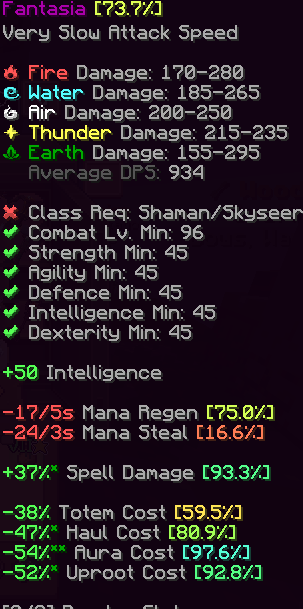 Fantasia [73.7%]
Very Slow Attack Speed
Fire Damage: 170-280
Water Damage: 185-265
Air Damage: 200-250
Thunder Damage: 215-235
Earth Damage: 155-295
Average DPS: 934
Class Req: Shaman/Skyseer
Combat Lv. Min: 96
Strength Min: 45
Agility Min: 45
Defence Min: 45
Intelligence Min: 45
Dexterity Min: 45
+50 Intelligence
-17/5s Mana Regen [75.0%]
-24/3s Mana Steal [16.6%]
+37%* Spell Damage [93.3%]
-38% Totem Cost [59.5%]
-47%* Haul Cost [80.9%]
-54%** Aura Cost [97.6%]
-52%* Uproot Cost [92.8%]